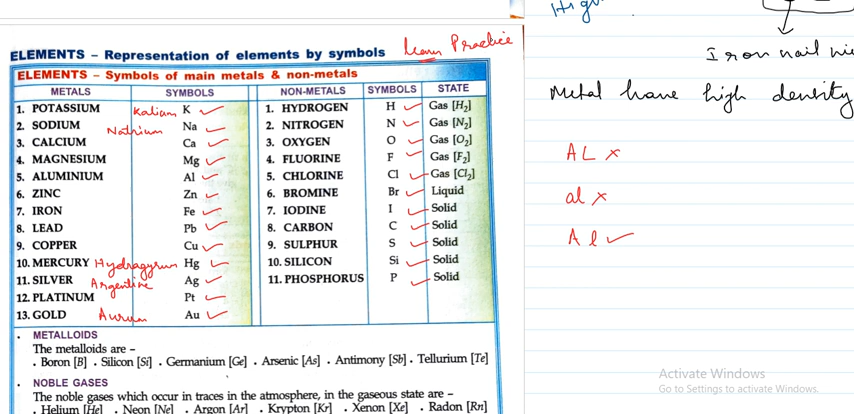 High
Iron nail
Metal have high density
AL ×
al ×
Al ✓
ELEMENTS – Representation of elements by symbols learn Practice
ELEMENTS – Symbols of main metals & non-metals
METALS SYMBOLS NON-METALS SYMBOLS STATE
1. POTASSIUM Kalium K ✓ 1. HYDROGEN H ✓ Gas [H₂]
2. SODIUM Natrium Na ✓ 2. NITROGEN N ✓ Gas [N₂]
3. CALCIUM Ca ✓ 3. OXYGEN O ✓ Gas [O₂]
4. MAGNESIUM Mg ✓ 4. FLUORINE F ✓ Gas [F₂]
5. ALUMINIUM Al ✓ 5. CHLORINE Cl ✓ Gas [Cl₂]
6. ZINC Zn ✓ 6. BROMINE Br ✓ Liquid
7. IRON Fe ✓ 7. IODINE I ✓ Solid
8. LEAD Pb ✓ 8. CARBON C ✓ Solid
9. COPPER Cu ✓ 9. SULPHUR S ✓ Solid
10. MERCURY Hydragyrum Hg ✓ 10. SILICON Si ✓ Solid
11. SILVER Argentine Ag ✓ 11. PHOSPHORUS P ✓ Solid
12. PLATINUM Pt ✓
13. GOLD Aurum Au ✓
• METALLOIDS
The metalloids are –
. Boron [B] . Silicon [Si] . Germanium [Ge] . Arsenic [As] . Antimony [Sb] . Tellurium [Te]
• NOBLE GASES
The noble gases which occur in traces in the atmosphere, in the gaseous state are –
. Helium [He] . Neon [Ne] . Argon [Ar] . Krypton [Kr] . Xenon [Xe] . Radon [Rn]
Activate Windows
Go to Settings to activate Windows.